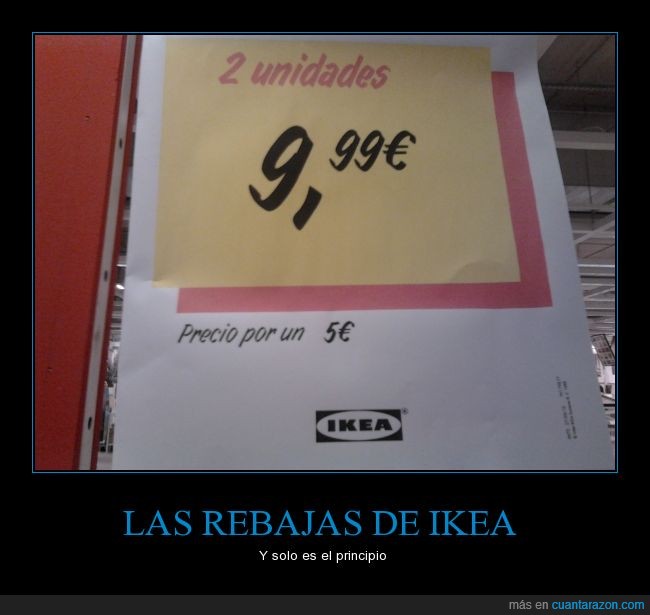 2 unidades
9,99€
Precio por un 5€
IKEA
LAS REBAJAS DE IKEA
Y solo es el principio
más en cuantarazon.com